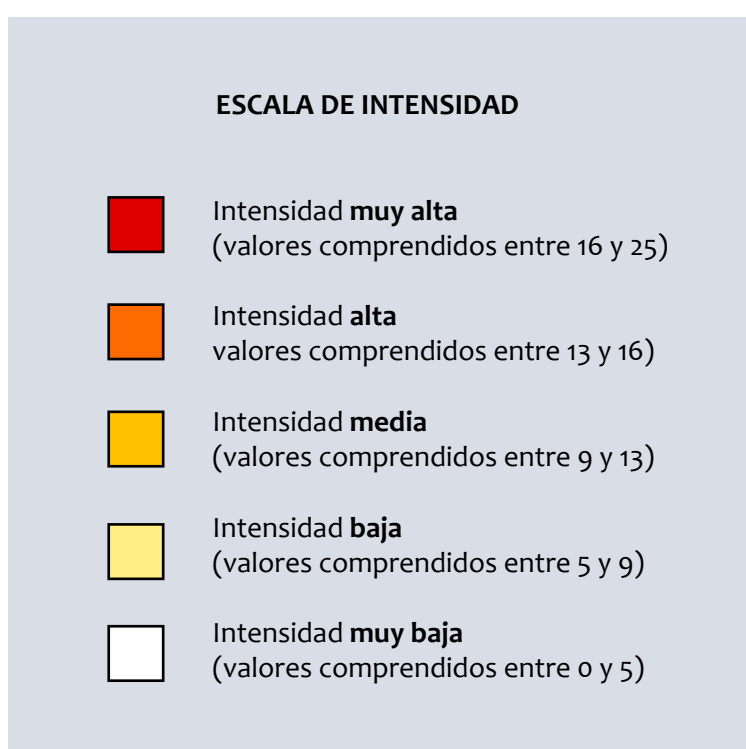 ESCALA DE INTENSIDAD
Intensidad muy alta
(valores comprendidos entre 16 y 25)
Intensidad alta
valores comprendidos entre 13 y 16)
Intensidad media
(valores comprendidos entre 9 y 13)
Intensidad baja
(valores comprendidos entre 5 y 9)
Intensidad muy baja
(valores comprendidos entre 0 y 5)